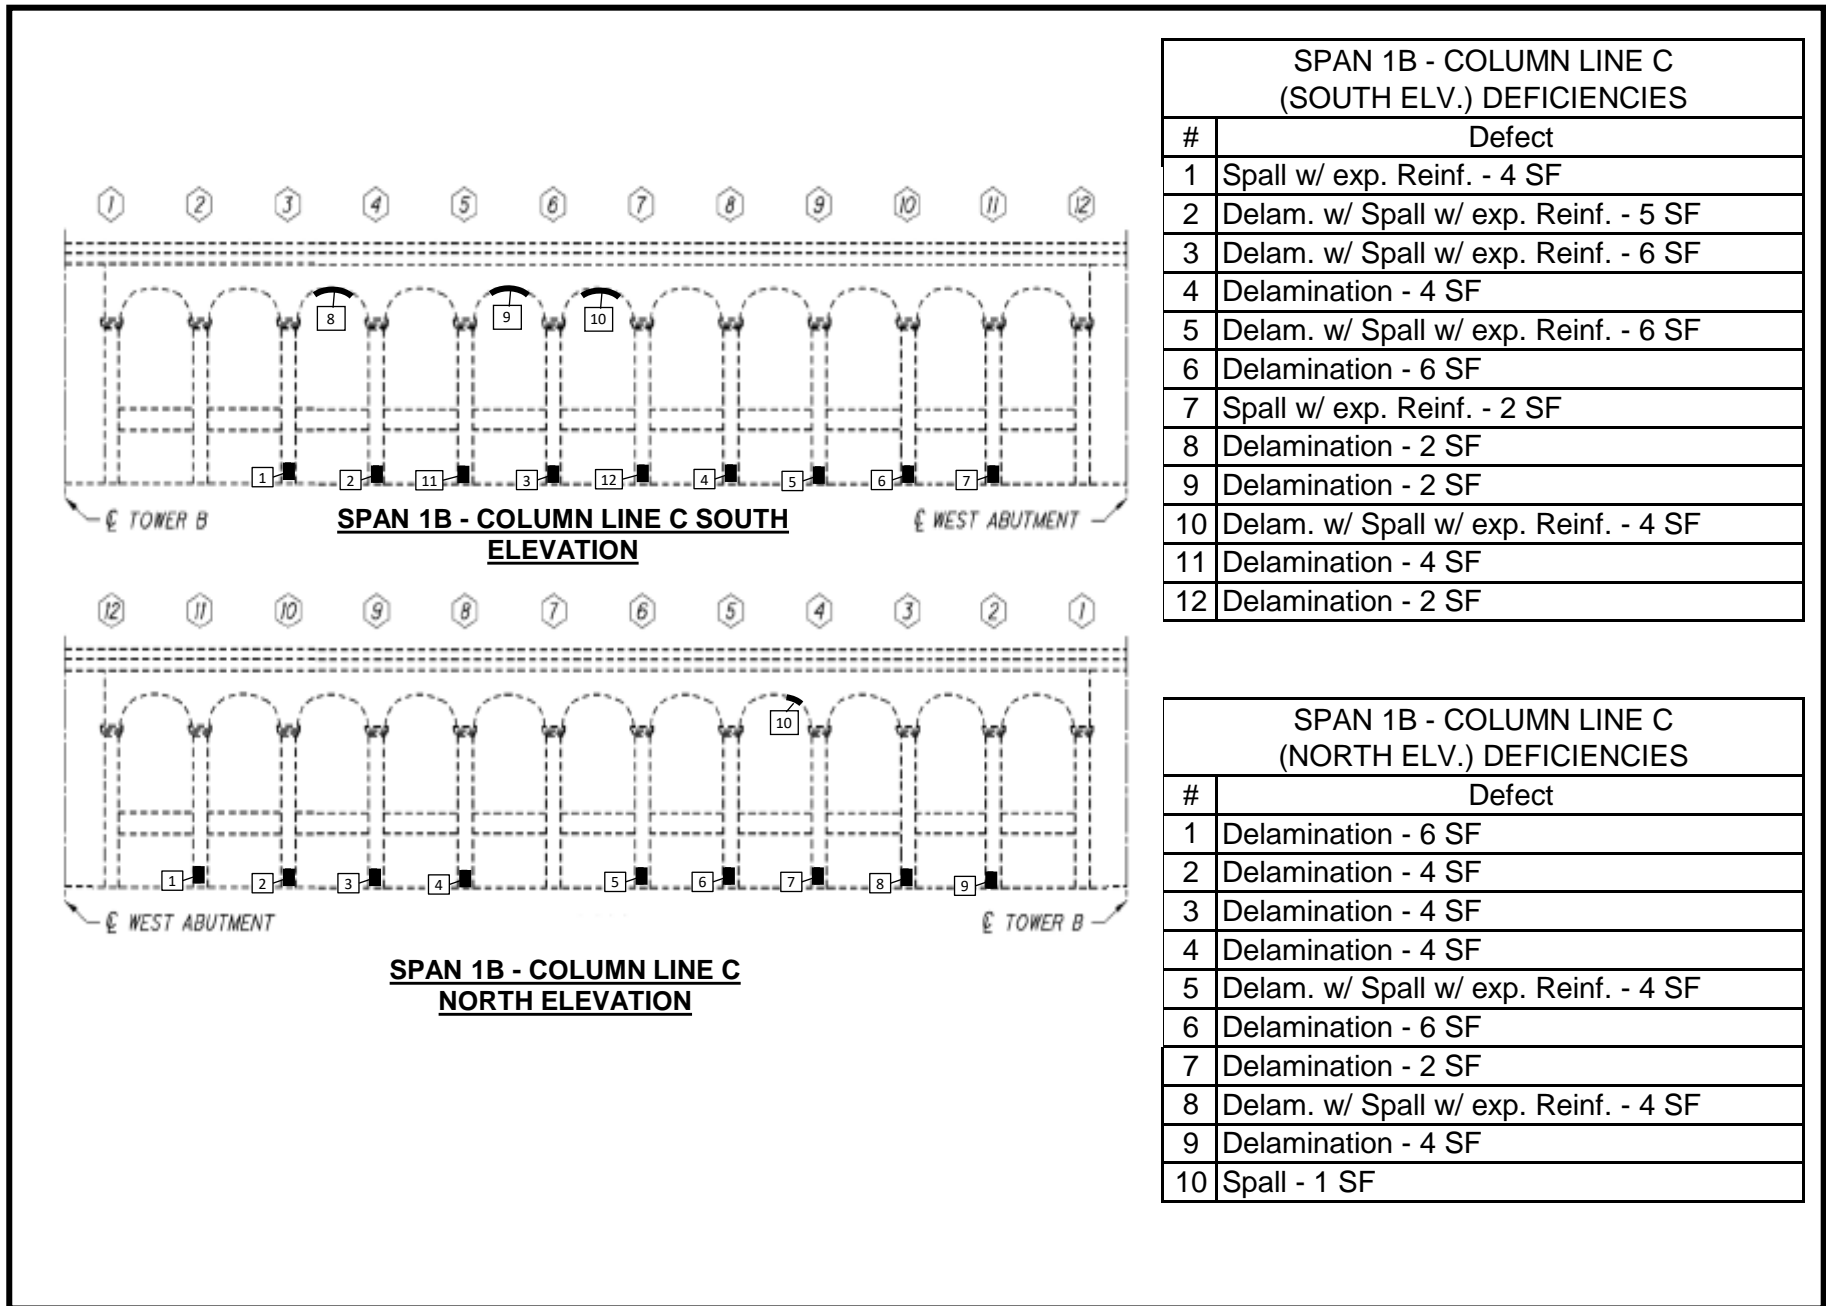 1 2 3 4 5 6 7 8 9 10 11 12
8 9 10
1 2 11 3 12 4 5 6 7
℄ TOWER B
℄ WEST ABUTMENT
SPAN 1B - COLUMN LINE C SOUTH
ELEVATION
12 11 10 9 8 7 6 5 4 3 2 1
10
1 2 3 4 5 6 7 8 9
℄ WEST ABUTMENT
℄ TOWER B
SPAN 1B - COLUMN LINE C
NORTH ELEVATION
SPAN 1B - COLUMN LINE C
(SOUTH ELV.) DEFICIENCIES
# Defect
1 Spall w/ exp. Reinf. - 4 SF
2 Delam. w/ Spall w/ exp. Reinf. - 5 SF
3 Delam. w/ Spall w/ exp. Reinf. - 6 SF
4 Delamination - 4 SF
5 Delam. w/ Spall w/ exp. Reinf. - 6 SF
6 Delamination - 6 SF
7 Spall w/ exp. Reinf. - 2 SF
8 Delamination - 2 SF
9 Delamination - 2 SF
10 Delam. w/ Spall w/ exp. Reinf. - 4 SF
11 Delamination - 4 SF
12 Delamination - 2 SF
SPAN 1B - COLUMN LINE C
(NORTH ELV.) DEFICIENCIES
# Defect
1 Delamination - 6 SF
2 Delamination - 4 SF
3 Delamination - 4 SF
4 Delamination - 4 SF
5 Delam. w/ Spall w/ exp. Reinf. - 4 SF
6 Delamination - 6 SF
7 Delamination - 2 SF
8 Delam. w/ Spall w/ exp. Reinf. - 4 SF
9 Delamination - 4 SF
10 Spall - 1 SF